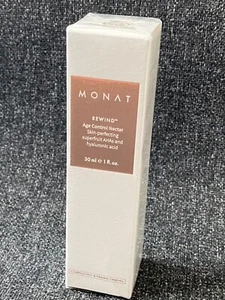 MONAT
REWIND™
Age Control Nectar
Skin-perfecting
superfruit AHAs and
hyaluronic acid
30 ml ℮ 1 fl. oz.